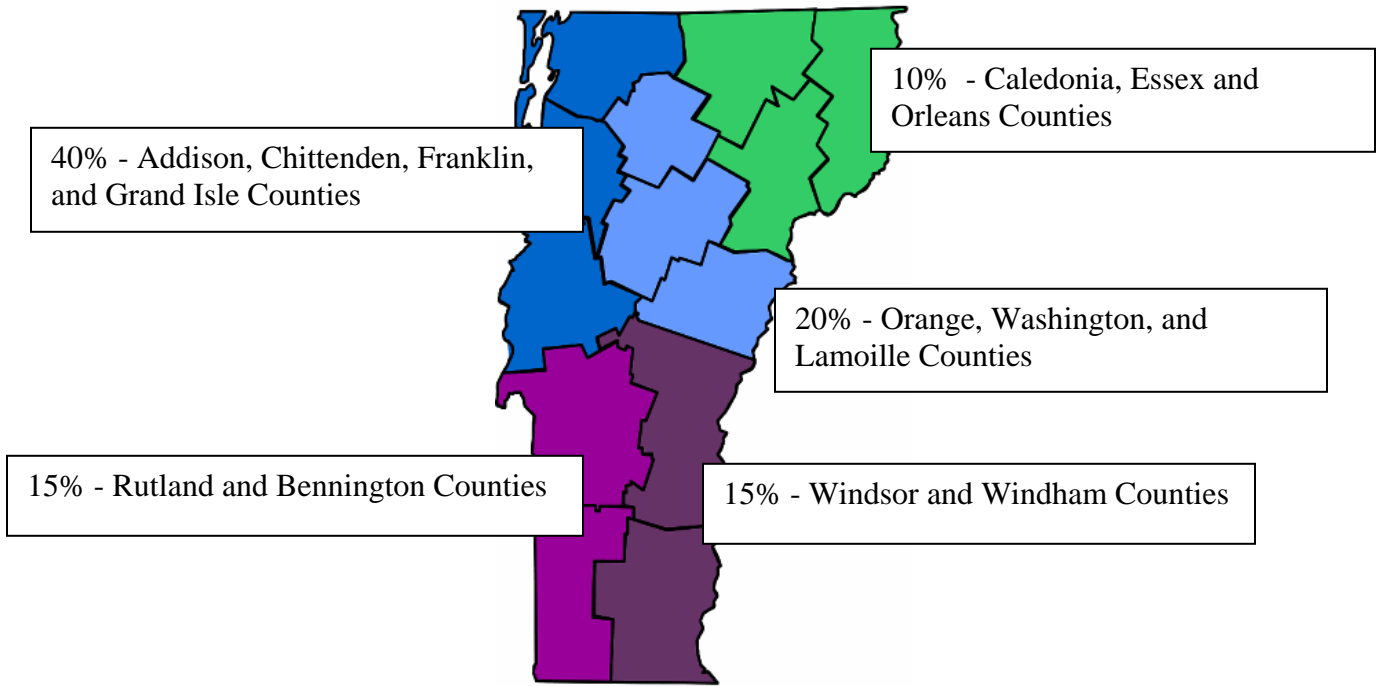 10% - Caledonia, Essex and
Orleans Counties
40% - Addison, Chittenden, Franklin,
and Grand Isle Counties
20% - Orange, Washington, and
Lamoille Counties
15% - Rutland and Bennington Counties
15% - Windsor and Windham Counties